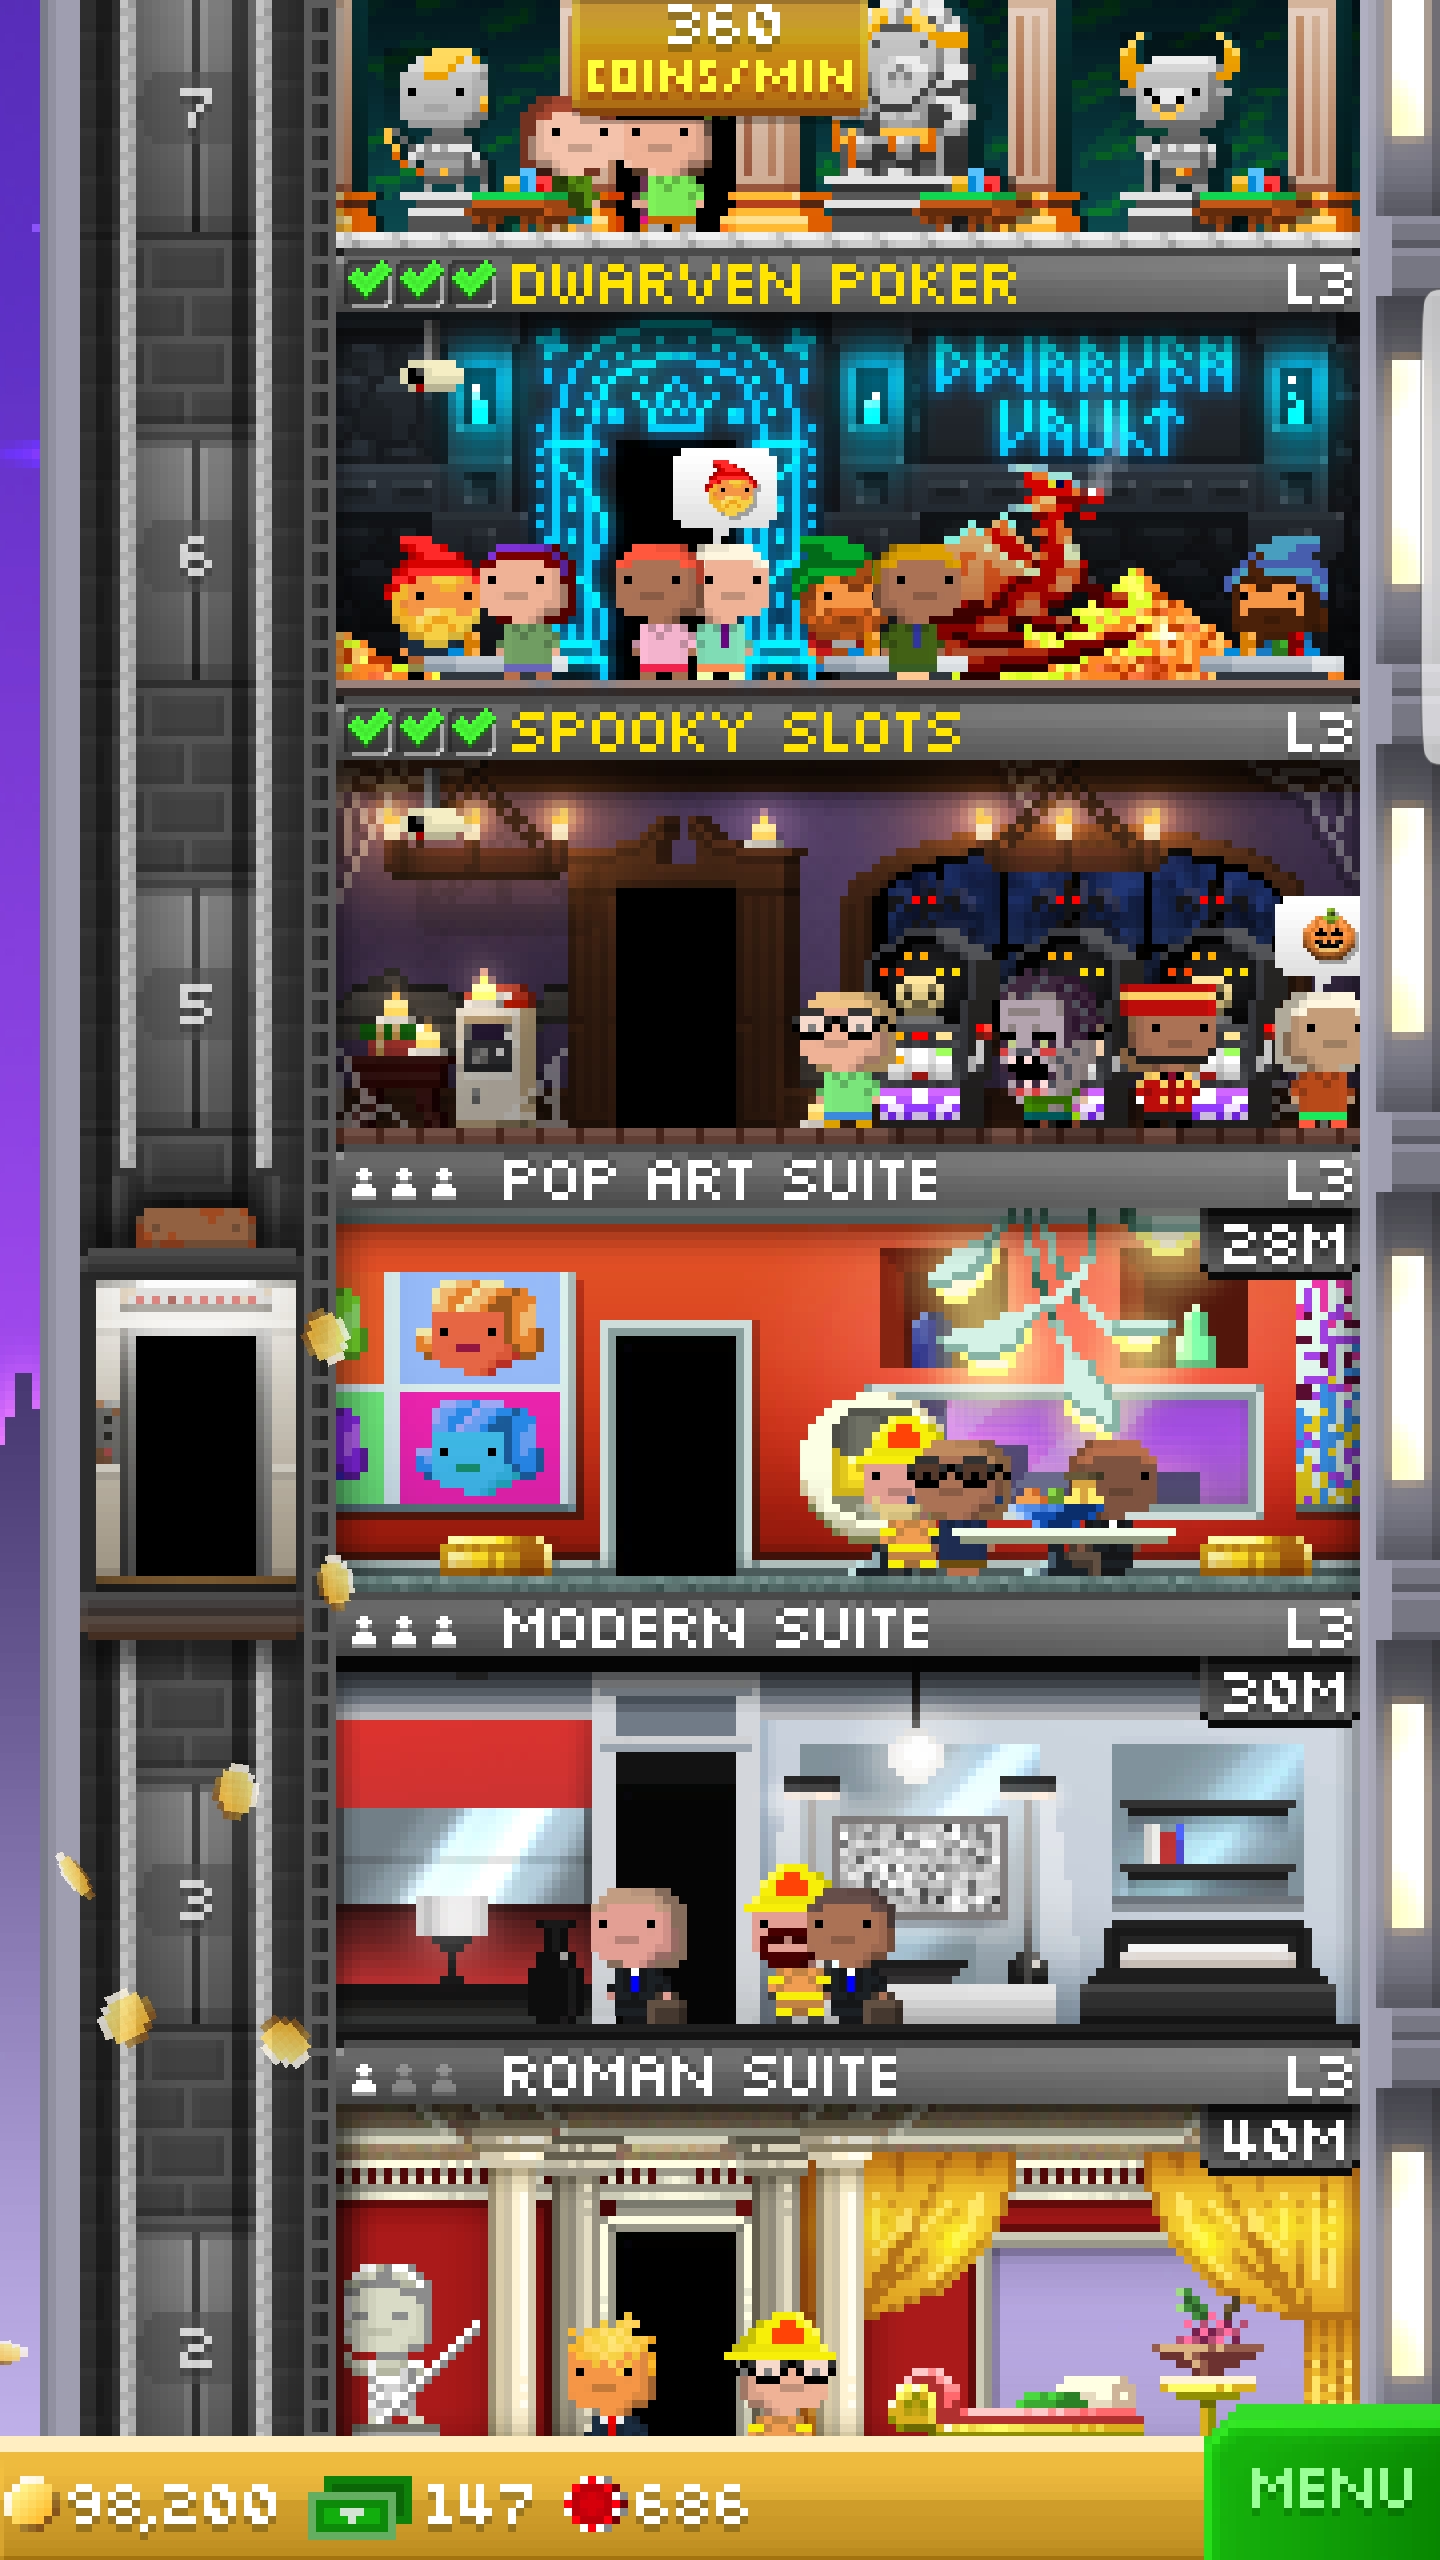 360
COINS/MIN
7
DWARVEN POKER L3
DWARVEN
VAULT
6
SPOOKY SLOTS L3
5
POP ART SUITE L3
28M
MODERN SUITE L3
30M
3
ROMAN SUITE L3
40M
2
98,200 147 686
MENU